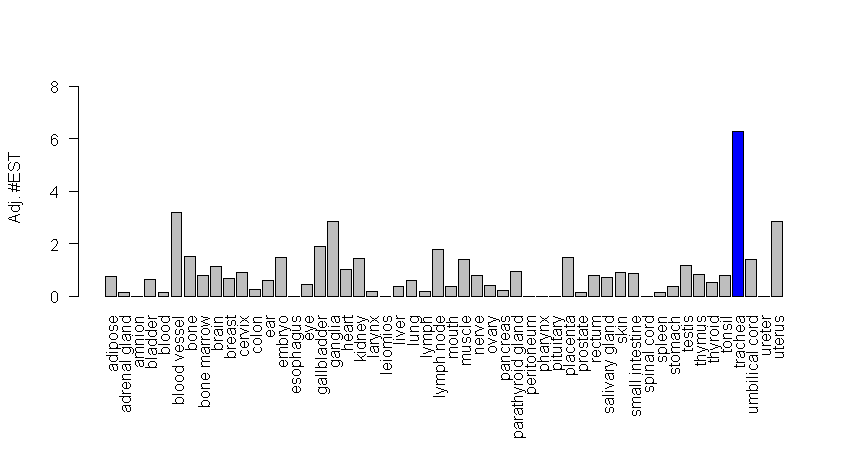 8
6
4
2
0
Adj. #EST
adipose
adrenal gland
amnion
bladder
blood
blood vessel
bone
bone marrow
brain
breast
cervix
colon
ear
embryo
esophagus
eye
gallbladder
ganglia
heart
kidney
larynx
leiomios
liver
lung
lymph
lymph node
mouth
muscle
nerve
ovary
pancreas
parathyroid gland
peritoneum
pharynx
pituitary
placenta
prostate
rectum
salivary gland
skin
small intestine
spinal cord
spleen
stomach
testis
thymus
thyroid
tonsil
trachea
umbilical cord
ureter
uterus